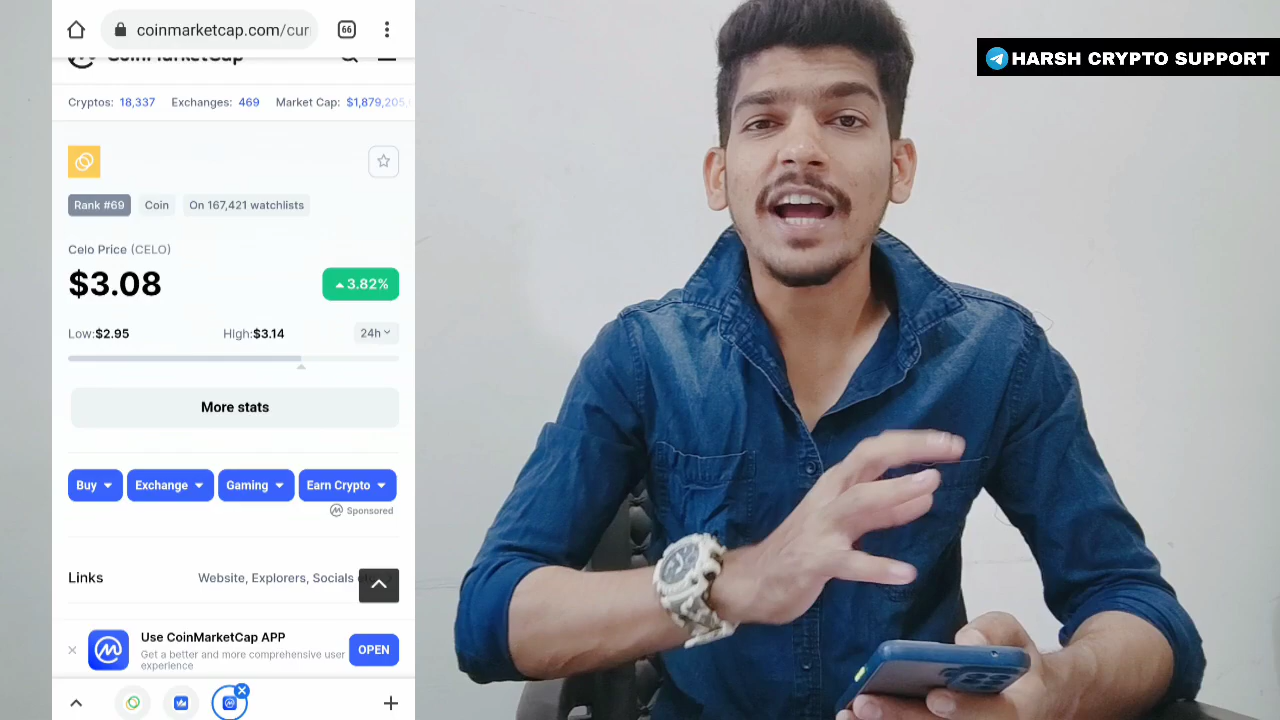 coinmarketcap.com/cur
66
CoinMarketCap
Cryptos: 18,337 Exchanges: 469 Market Cap: $1,879,205,
Rank #69 Coin On 167,421 watchlists
Celo Price (CELO)
$3.08
3.82%
Low:$2.95 High:$3.14 24h
More stats
Buy Exchange Gaming Earn Crypto
Sponsored
Links Website, Explorers, Socials
Use CoinMarketCap APP
Get a better and more comprehensive user
experience
OPEN
HARSH CRYPTO SUPPORT